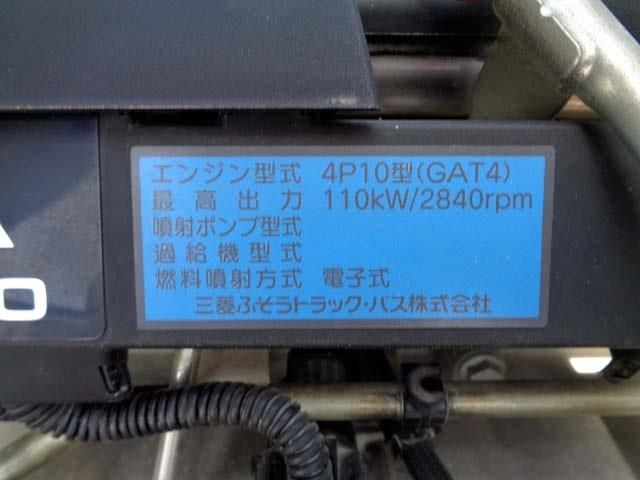 エンジン型式 4P10型(GAT4)
最高出力 110kW/2840rpm
噴射ポンプ型式
過給機型式
燃料噴射方式 電子式
三菱ふそうトラック・バス株式会社